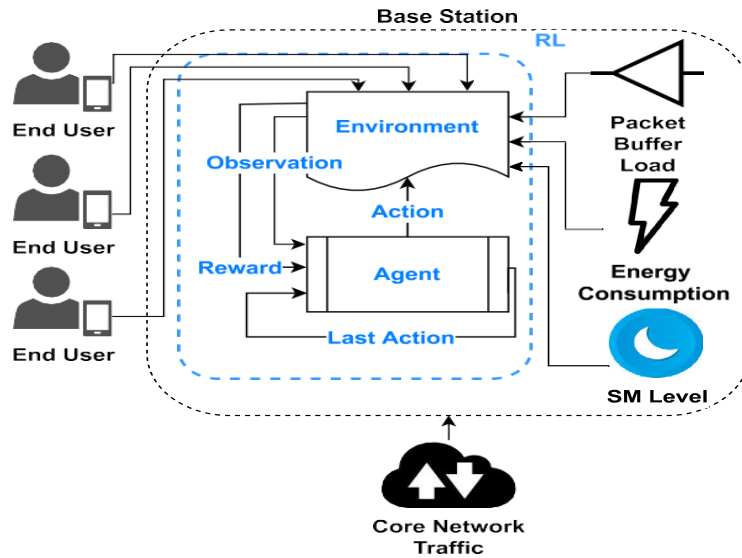 Base Station
RL
End User
End User
End User
Environment
Observation
Action
Reward
Agent
Last Action
Packet
Buffer
Load
Energy
Consumption
SM Level
Core Network
Traffic